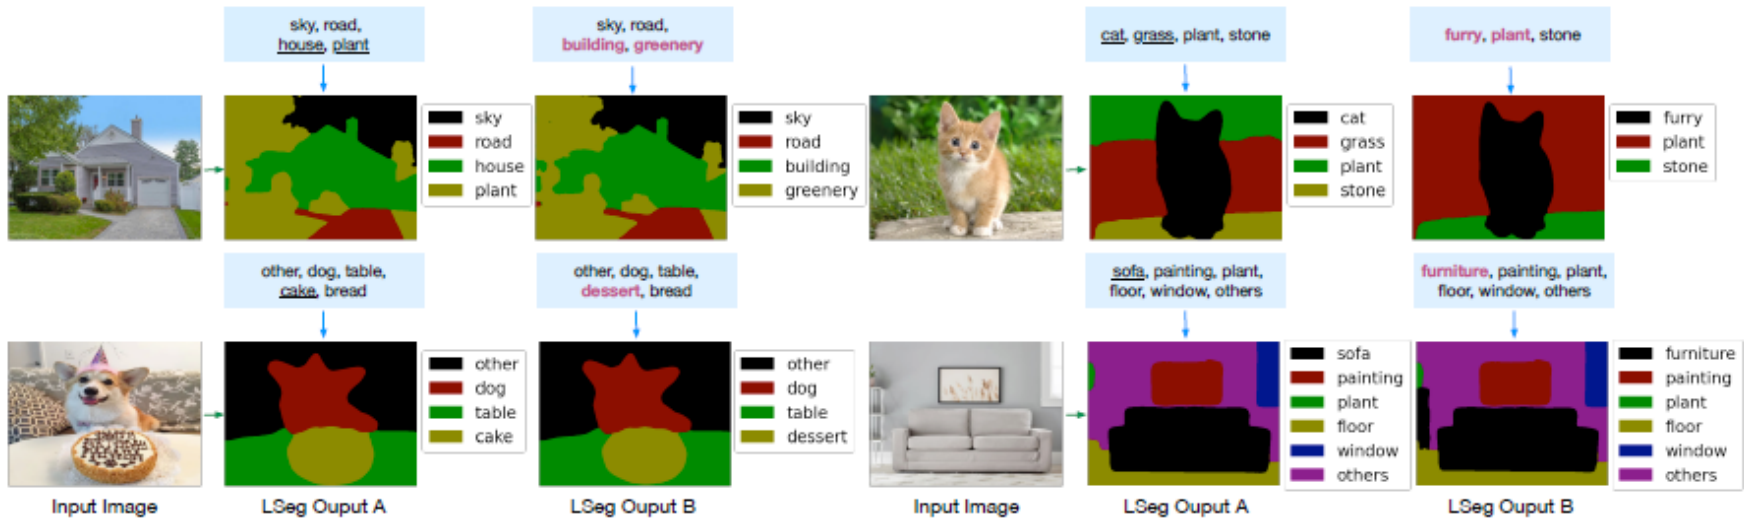 sky, road,
house, plant
sky, road,
building, greenery
cat, grass, plant, stone
furry, plant, stone
sky
road
house
plant
sky
road
building
greenery
cat
grass
plant
stone
furry
plant
stone
other, dog, table,
cake, bread
other, dog, table,
dessert, bread
sofa, painting, plant,
floor, window, others
furniture, painting, plant,
floor, window, others
other
dog
table
cake
other
dog
table
dessert
sofa
painting
plant
floor
window
others
furniture
painting
plant
floor
window
others
Input Image
LSeg Ouput A
LSeg Ouput B
Input Image
LSeg Ouput A
LSeg Ouput B